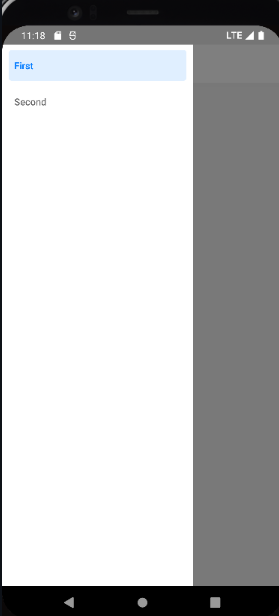 11:18
LTE
First
Second